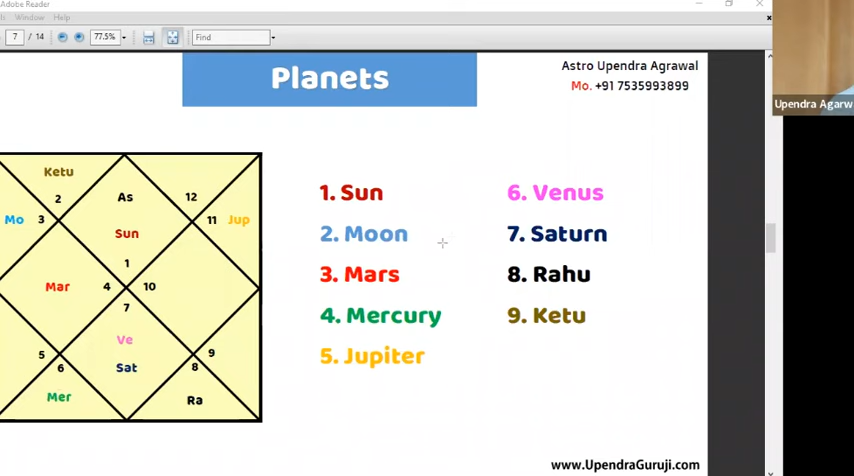 Adobe Reader
Window Help
7 / 14
77.5%
Find
Planets
Astro Upendra Agrawal
Mo. +91 7535993899
Upendra Agarw
Ketu
2
As
12
Mo
3
11
Jup
Sun
1
Mar
4
10
7
Ve
5
9
6
Sat
8
Mer
Ra
1. Sun
2. Moon
3. Mars
4. Mercury
5. Jupiter
6. Venus
7. Saturn
8. Rahu
9. Ketu
www.UpendraGuruji.com